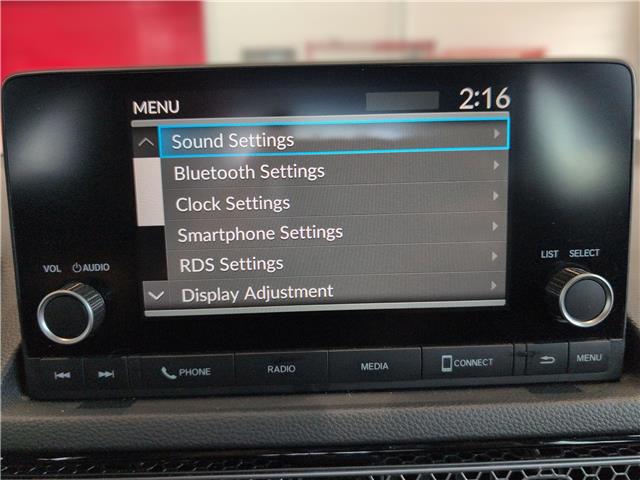 MENU 2:16
Sound Settings
Bluetooth Settings
Clock Settings
Smartphone Settings
RDS Settings
Display Adjustment
VOL AUDIO
LIST SELECT
PHONE RADIO MEDIA CONNECT MENU